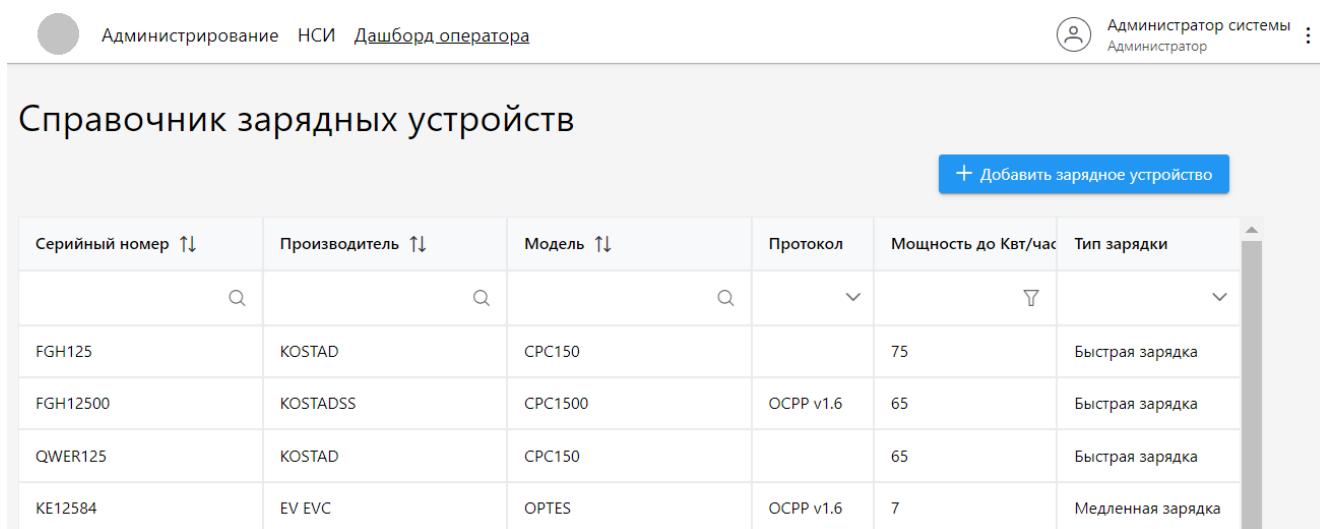 Администрирование НСИ Дашборд оператора
Администратор системы
Администратор
Справочник зарядных устройств
Добавить зарядное устройство
Серийный номер Производитель Модель Протокол Мощность до Квт/час Тип зарядки
FGH125 KOSTAD CPC150 75 Быстрая зарядка
FGH12500 KOSTADSS CPC1500 OCPP v1.6 65 Быстрая зарядка
QWER125 KOSTAD CPC150 65 Быстрая зарядка
KE12584 EV EVC OPTES OCPP v1.6 7 Медленная зарядка